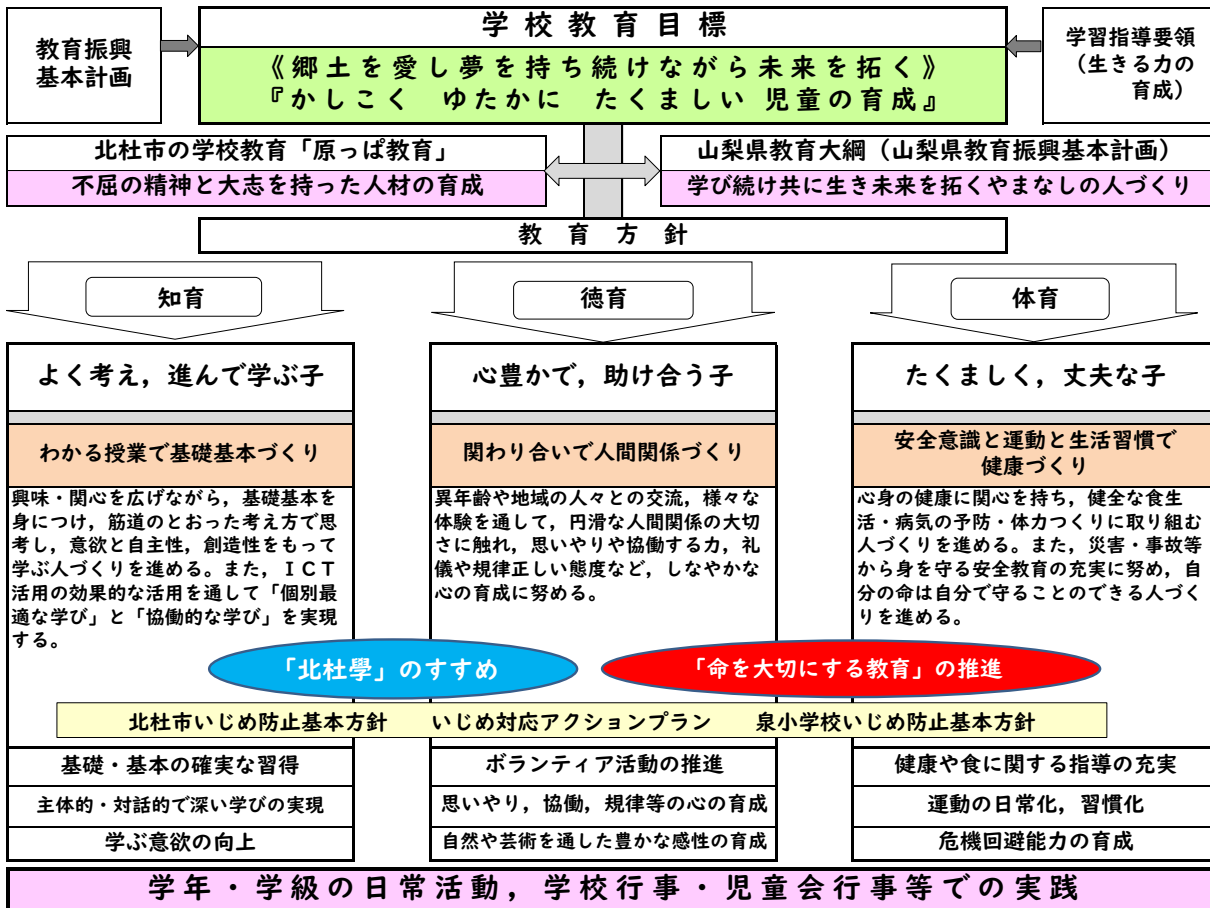 教育振興
基本計画
学校教育目標
《郷土を愛し夢を持ち続けながら未来を拓く》
『かしこく ゆたかに たくましい 児童の育成』
学習指導要領
（生きる力の
育成）
北杜市の学校教育「原っぱ教育」
不屈の精神と大志を持った人材の育成
山梨県教育大綱（山梨県教育振興基本計画）
学び続け共に生き未来を拓くやまなしの人づくり
教育方針
知育
よく考え，進んで学ぶ子
わかる授業で基礎基本づくり
興味・関心を広げながら，基礎基本を
身につけ，筋道のとおった考え方で思
考し，意欲と自主性，創造性をもって
学ぶ人づくりを進める。また，ＩＣＴ
活用の効果的な活用を通して「個別最
適な学び」と「協働的な学び」を実現
する。
徳育
心豊かで，助け合う子
関わり合いで人間関係づくり
異年齢や地域の人々との交流，様々な
体験を通して，円滑な人間関係の大切
さに触れ，思いやりや協働する力，礼
儀や規律正しい態度など，しなやかな
心の育成に努める。
体育
たくましく，丈夫な子
安全意識と運動と生活習慣で
健康づくり
心身の健康に関心を持ち，健全な食生
活・病気の予防・体力つくりに取り組む
人づくりを進める。また，災害・事故等
から身を守る安全教育の充実に努め，自
分の命は自分で守ることのできる人づく
りを進める。
「北杜學」のすすめ
「命を大切にする教育」の推進
北杜市いじめ防止基本方針 いじめ対応アクションプラン 泉小学校いじめ防止基本方針
基礎・基本の確実な習得
主体的・対話的で深い学びの実現
学ぶ意欲の向上
ボランティア活動の推進
思いやり，協働，規律等の心の育成
自然や芸術を通した豊かな感性の育成
健康や食に関する指導の充実
運動の日常化，習慣化
危機回避能力の育成
学年・学級の日常活動，学校行事・児童会行事等での実践